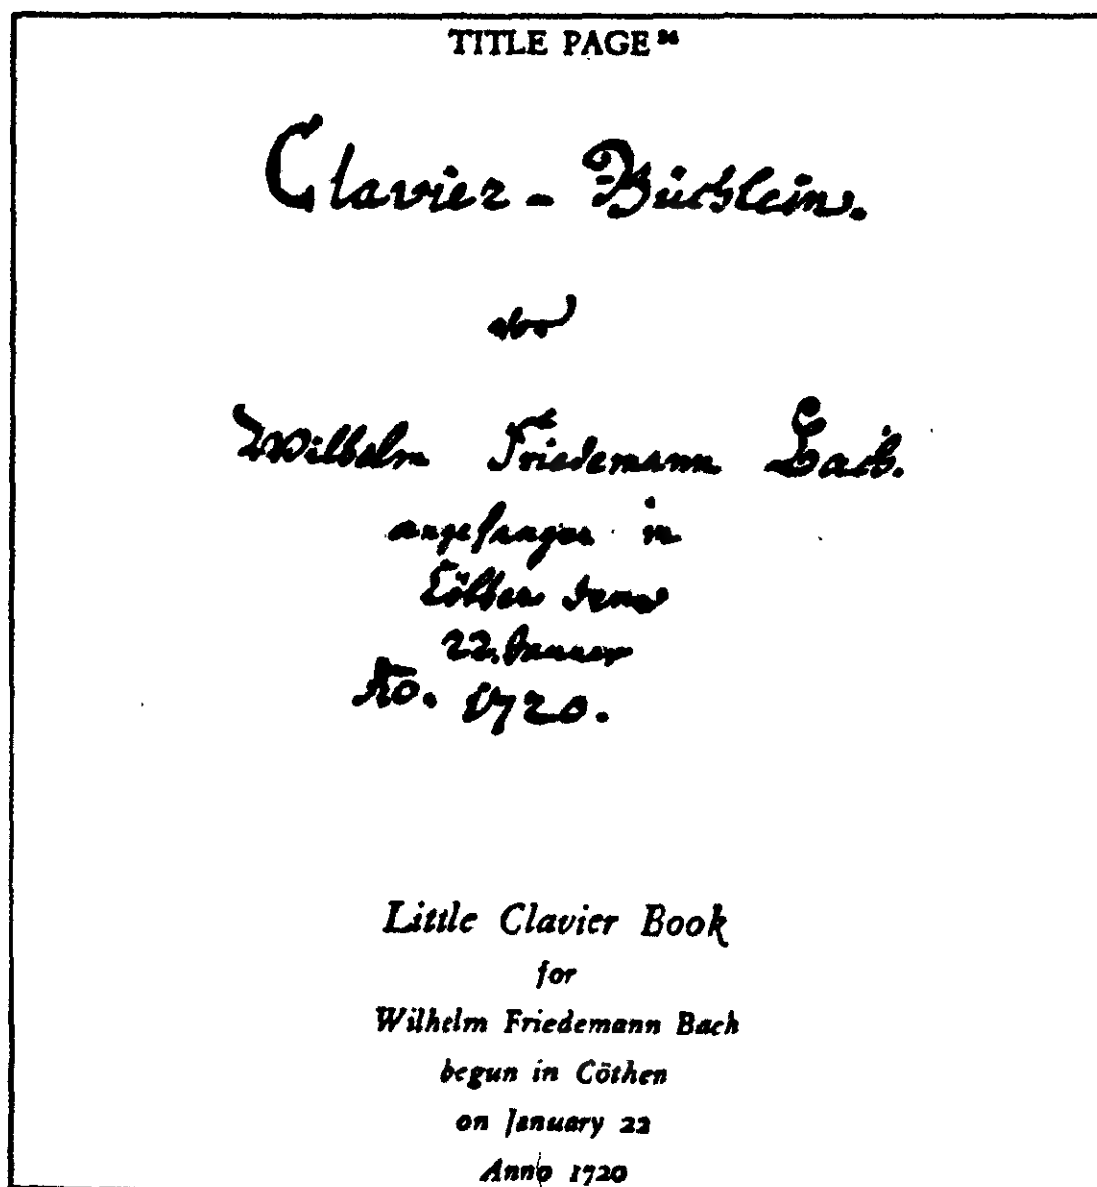 TITLE PAGE ³⁴
Clavier - Büchlein.
vor
Wilhelm Friedemann Bach.
angefangen in
Cöthen den
22. Januar
Ao. 1720.
Little Clavier Book
for
Wilhelm Friedemann Bach
begun in Cöthen
on January 22
Anno 1720